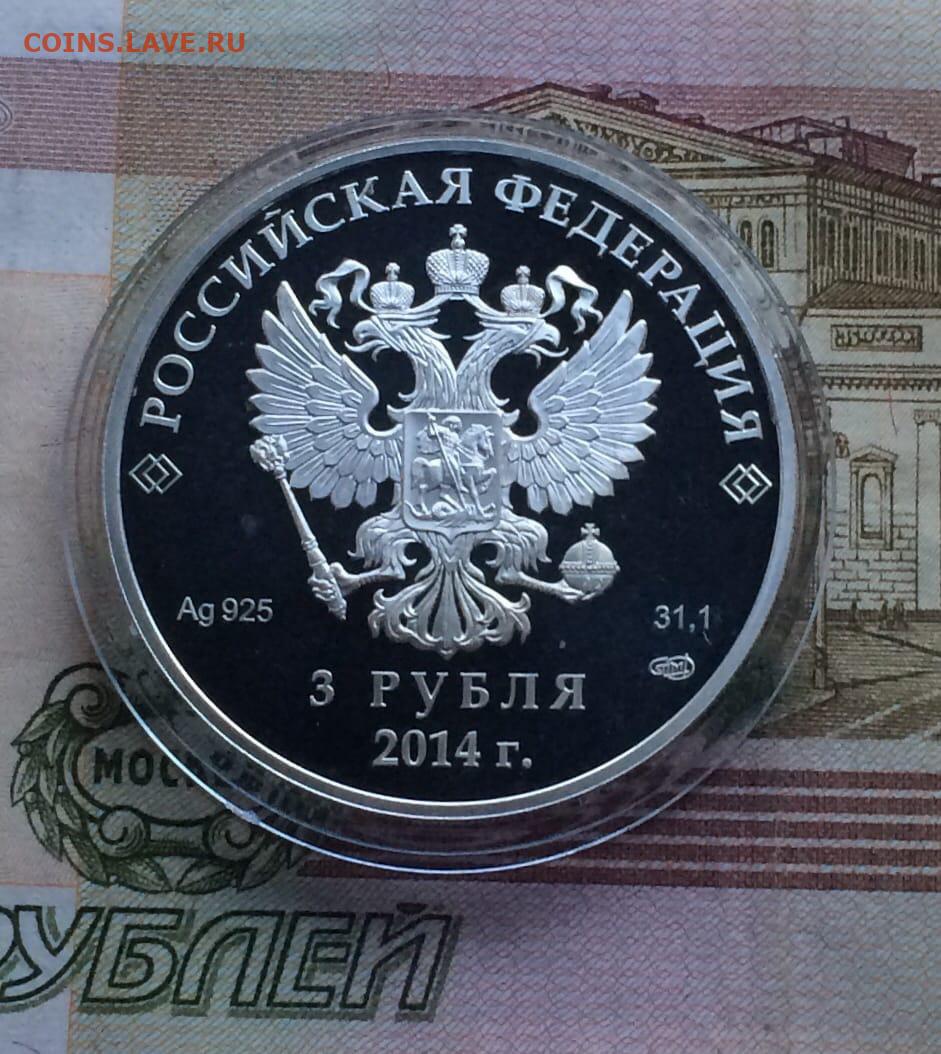 COINS.LAVE.RU
РОССИЙСКАЯ ФЕДЕРАЦИЯ
Ag 925
31,1
3 РУБЛЯ
2014 г.
РУБЛЕЙ